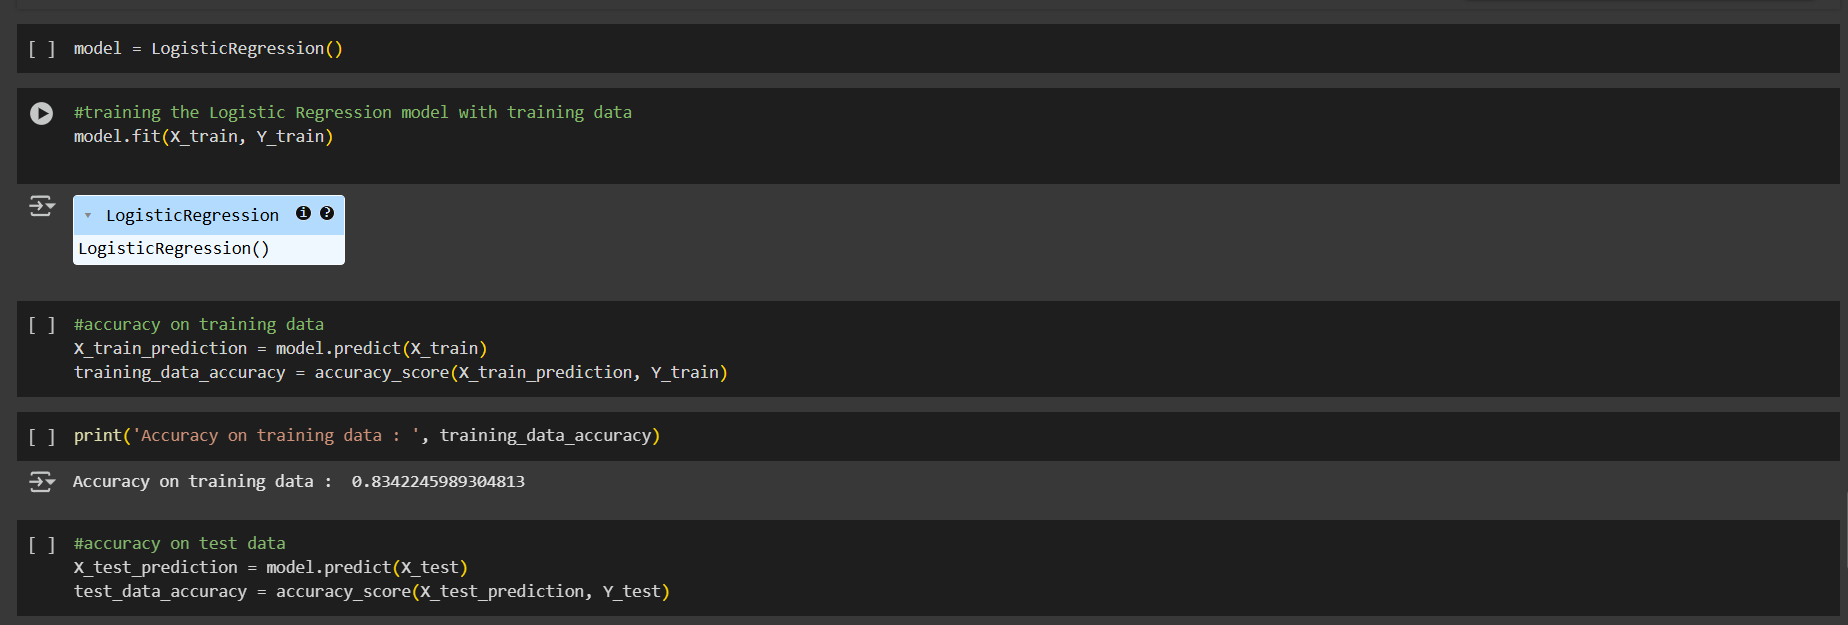 [ ] model = LogisticRegression()
#training the Logistic Regression model with training data
model.fit(X_train, Y_train)
LogisticRegression i ?
LogisticRegression()
[ ] #accuracy on training data
X_train_prediction = model.predict(X_train)
training_data_accuracy = accuracy_score(X_train_prediction, Y_train)
[ ] print('Accuracy on training data : ', training_data_accuracy)
Accuracy on training data :  0.8342245989304813
[ ] #accuracy on test data
X_test_prediction = model.predict(X_test)
test_data_accuracy = accuracy_score(X_test_prediction, Y_test)